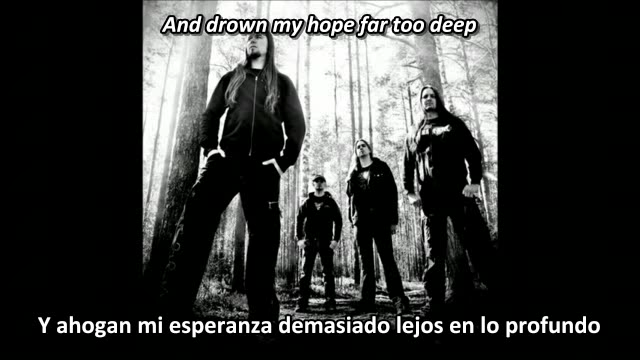 And drown my hope far too deep
Y ahogan mi esperanza demasiado lejos en lo profundo